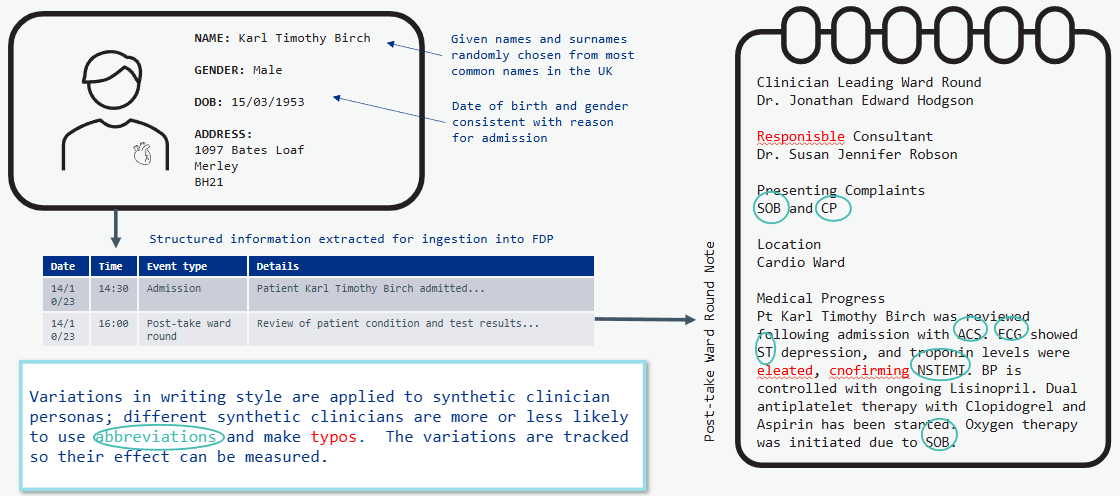 NAME: Karl Timothy Birch
GENDER: Male
DOB: 15/03/1953
ADDRESS:
1097 Bates Loaf
Merley
BH21
Given names and surnames
randomly chosen from most
common names in the UK
Date of birth and gender
consistent with reason
for admission
Structured information extracted for ingestion into FDP
Date Time Event type Details
14/1
0/23 14:30 Admission Patient Karl Timothy Birch admitted...
14/1
0/23 16:00 Post-take ward
round Review of patient condition and test results...
Variations in writing style are applied to synthetic clinician
personas; different synthetic clinicians are more or less likely
to use abbreviations and make typos. The variations are tracked
so their effect can be measured.
Post-take Ward Round Note
Clinician Leading Ward Round
Dr. Jonathan Edward Hodgson
Responisble Consultant
Dr. Susan Jennifer Robson
Presenting Complaints
SOB and CP
Location
Cardio Ward
Medical Progress
Pt Karl Timothy Birch was reviewed
following admission with ACS. ECG showed
ST depression, and troponin levels were
eleated, cnofirming NSTEMI. BP is
controlled with ongoing Lisinopril. Dual
antiplatelet therapy with Clopidogrel and
Aspirin has been started. Oxygen therapy
was initiated due to SOB.